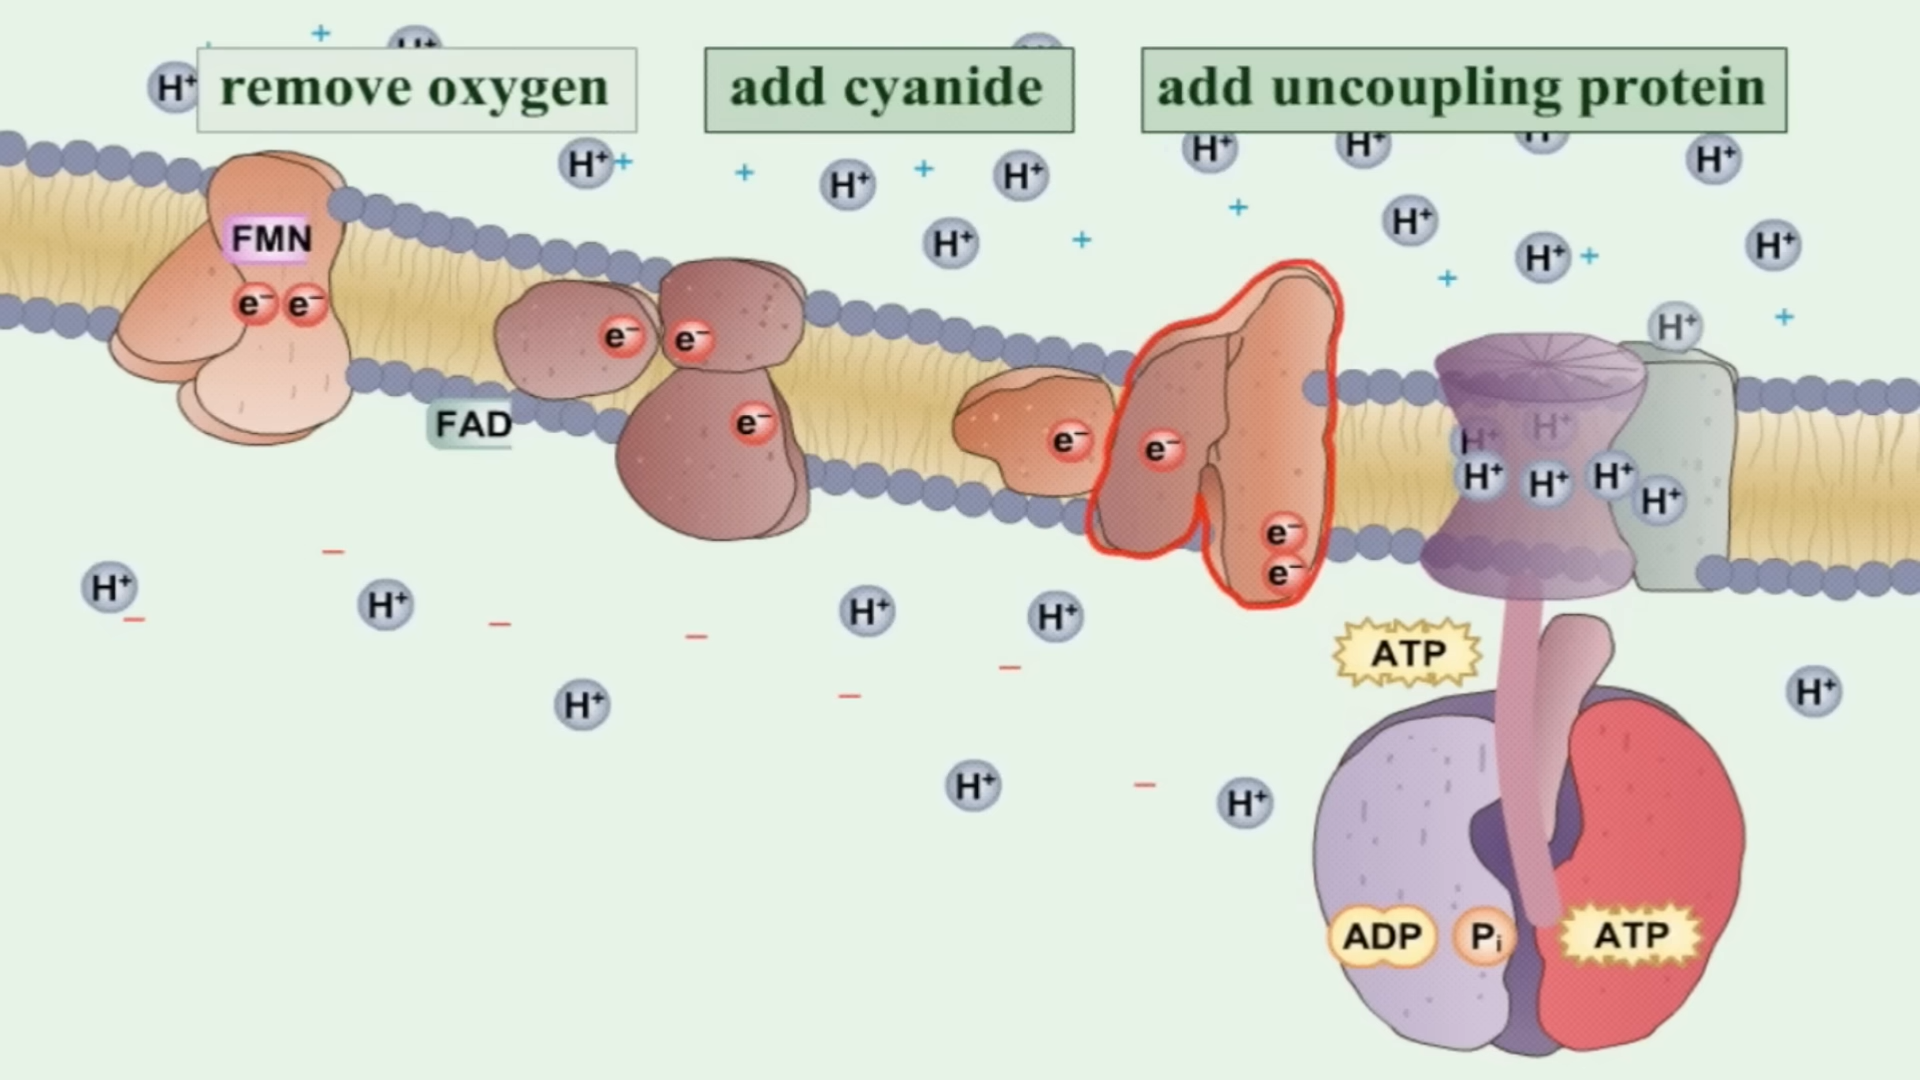 H⁺
remove oxygen
add cyanide
add uncoupling protein
H⁺
H⁺
H⁺
H⁺
H⁺
H⁺
H⁺
H⁺
H⁺
H⁺
H⁺
H⁺
H⁺
FMN
e⁻ e⁻
e⁻ e⁻
FAD
e⁻
e⁻
e⁻
e⁻
e⁻
H⁺
H⁺ H⁺
H⁺ H⁺ H⁺ H⁺
H⁺
H⁺
H⁺
H⁺
H⁺
H⁺
H⁺
H⁺
ATP
ADP Pᵢ ATP